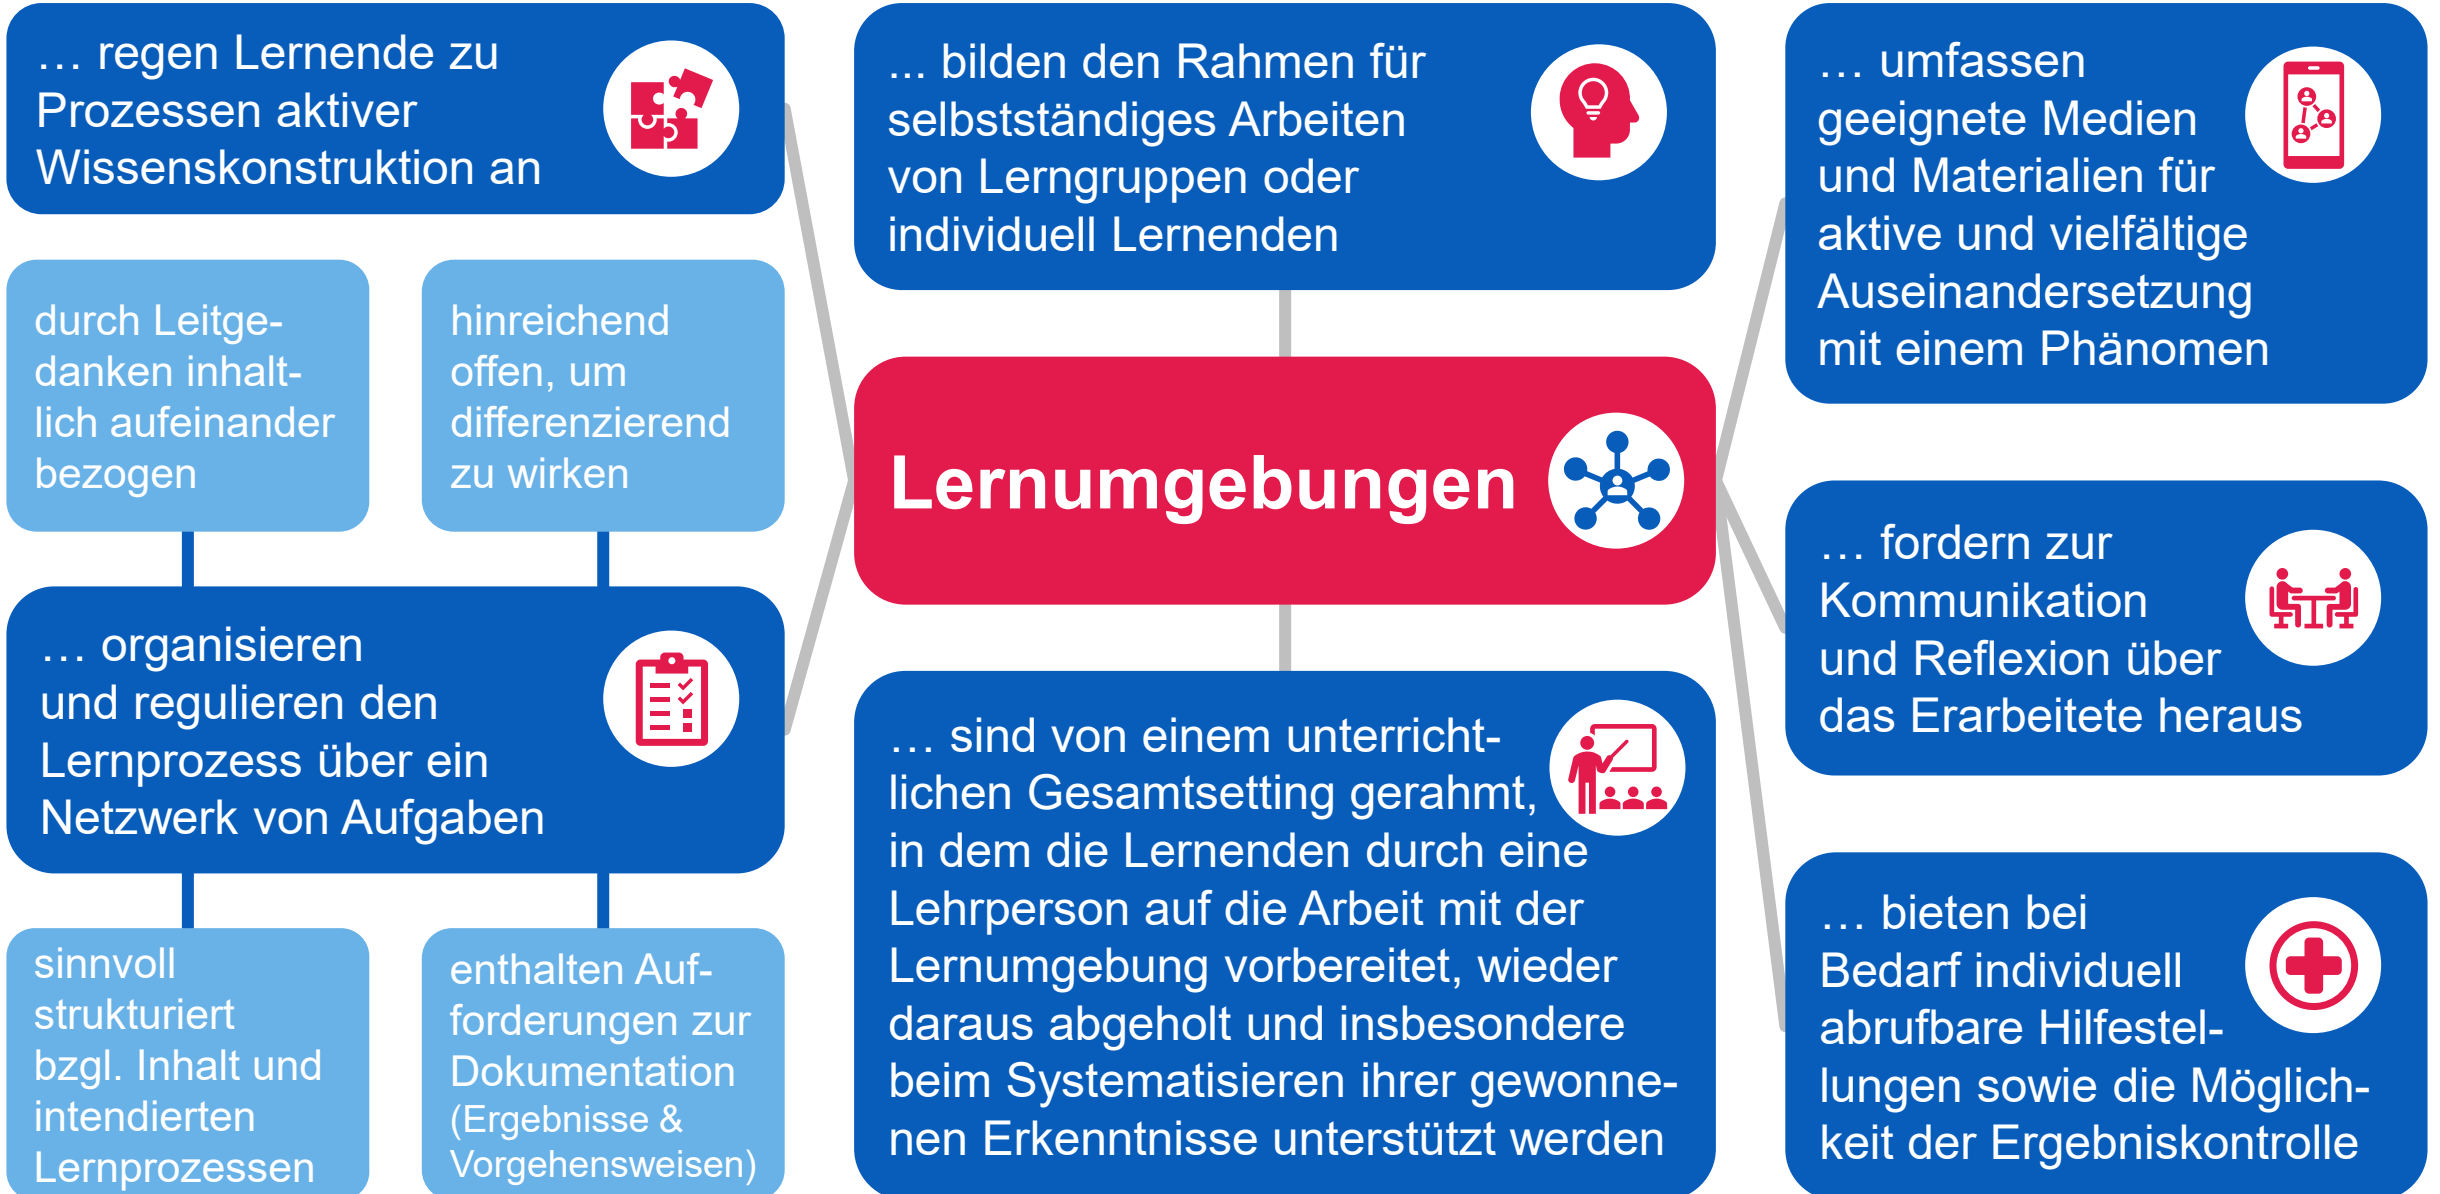 … regen Lernende zu
Prozessen aktiver
Wissenskonstruktion an
durch Leitge-
danken inhalt-
lich aufeinander
bezogen
hinreichend
offen, um
differenzierend
zu wirken
… organisieren
und regulieren den
Lernprozess über ein
Netzwerk von Aufgaben
sinnvoll
strukturiert
bzgl. Inhalt und
intendierten
Lernprozessen
enthalten Auf-
forderungen zur
Dokumentation
(Ergebnisse &
Vorgehensweisen)
... bilden den Rahmen für
selbstständiges Arbeiten
von Lerngruppen oder
individuell Lernenden
Lernumgebungen
… sind von einem unterricht-
lichen Gesamtsetting gerahmt,
in dem die Lernenden durch eine
Lehrperson auf die Arbeit mit der
Lernumgebung vorbereitet, wieder
daraus abgeholt und insbesondere
beim Systematisieren ihrer gewonne-
nen Erkenntnisse unterstützt werden
… umfassen
geeignete Medien
und Materialien für
aktive und vielfältige
Auseinandersetzung
mit einem Phänomen
… fordern zur
Kommunikation
und Reflexion über
das Erarbeitete heraus
… bieten bei
Bedarf individuell
abrufbare Hilfestel-
lungen sowie die Möglich-
keit der Ergebniskontrolle